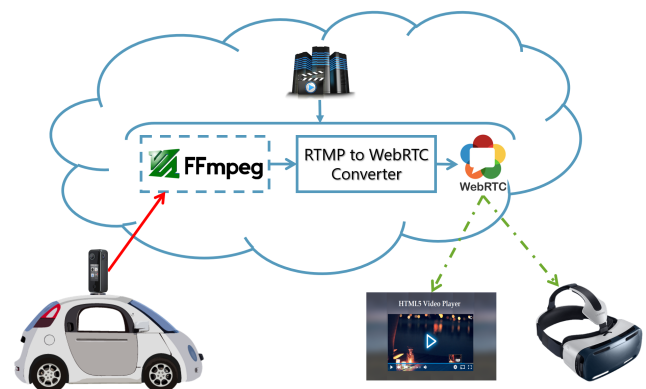 FFmpeg
RTMP to WebRTC
Converter
WebRTC
HTML5 Video Player